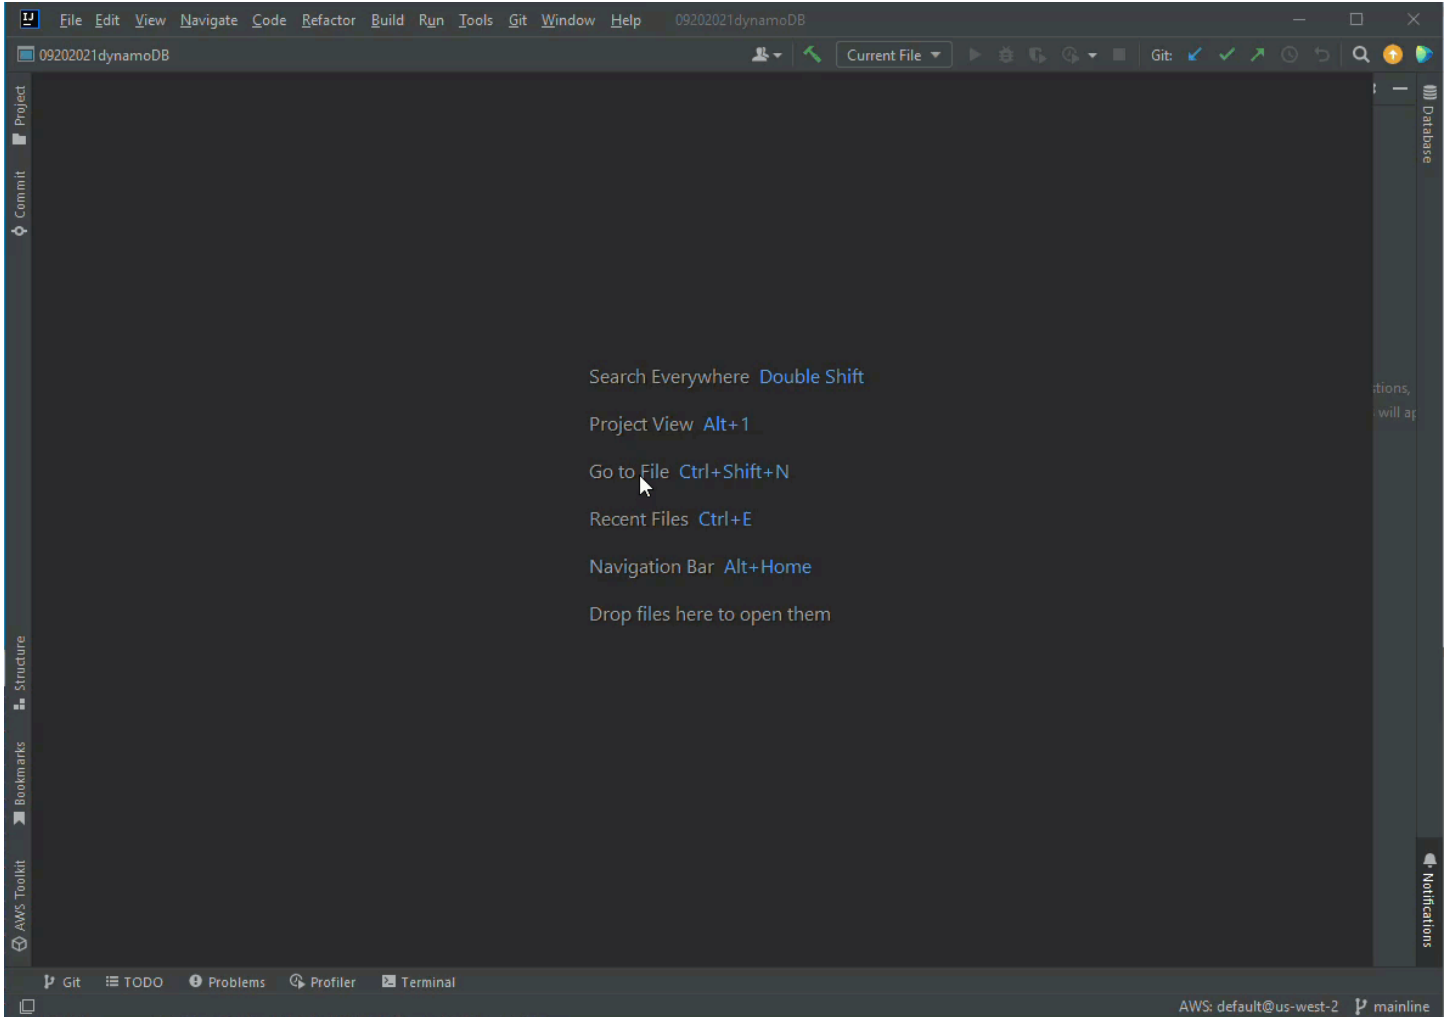 IJ File Edit View Navigate Code Refactor Build Run Tools Git Window Help 09202021dynamoDB
09202021dynamoDB Current File Git:
Project
Commit
Structure
Bookmarks
AWS Toolkit
Search Everywhere Double Shift
Project View Alt+1
Go to File Ctrl+Shift+N
Recent Files Ctrl+E
Navigation Bar Alt+Home
Drop files here to open them
stions,
will ap
Database
Notifications
Git TODO Problems Profiler Terminal
AWS: default@us-west-2 mainline